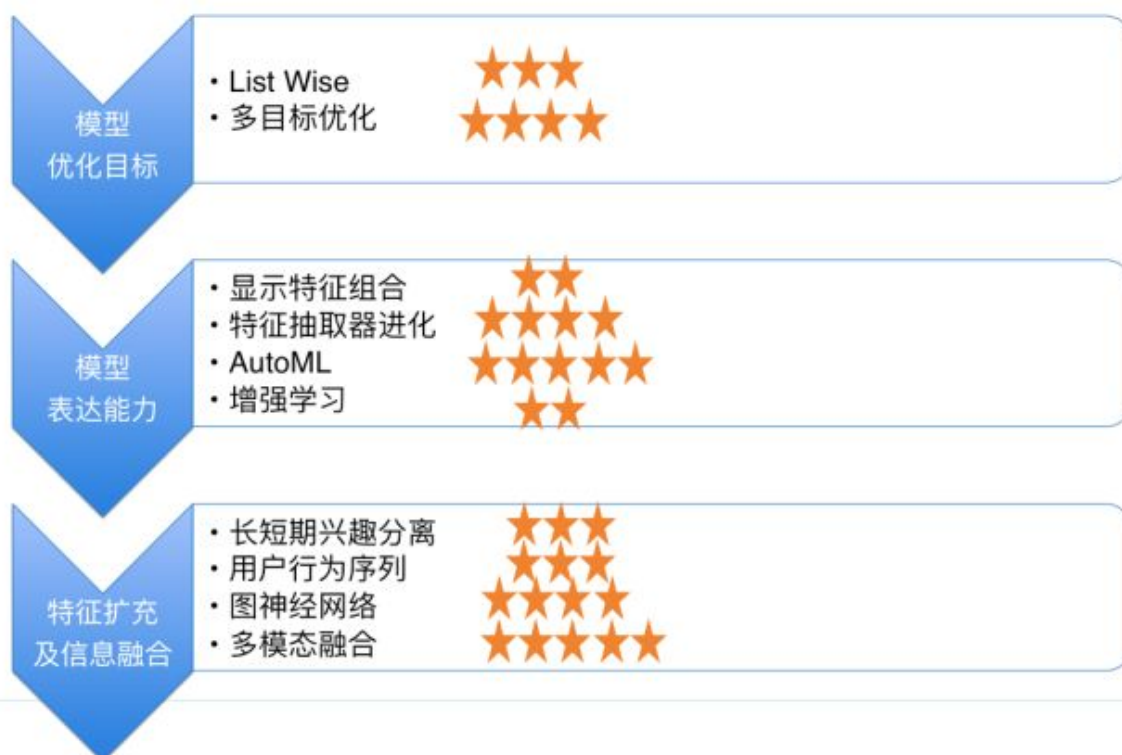 模型
优化目标
・List Wise
・多目标优化
模型
表达能力
・显示特征组合
・特征抽取器进化
・AutoML
・增强学习
特征扩充
及信息融合
・长短期兴趣分离
・用户行为序列
・图神经网络
・多模态融合